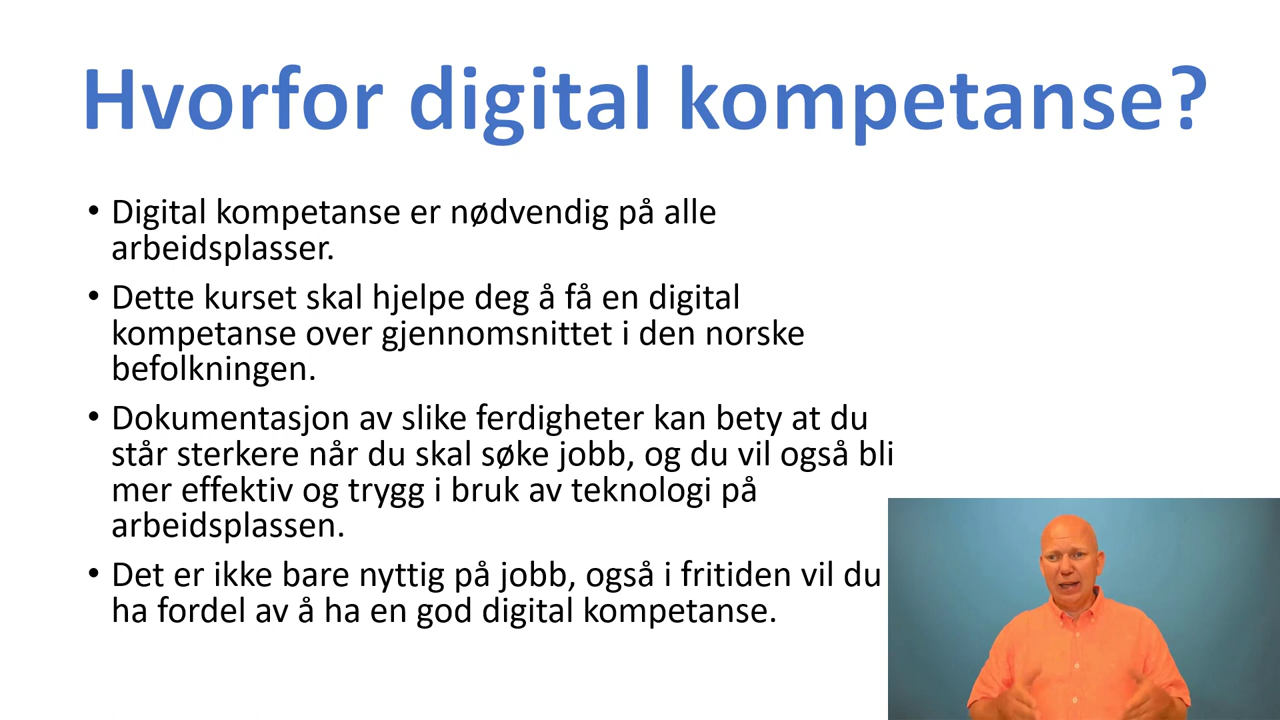 Hvorfor digital kompetanse?
• Digital kompetanse er nødvendig på alle
arbeidsplasser.
• Dette kurset skal hjelpe deg å få en digital
kompetanse over gjennomsnittet i den norske
befolkningen.
• Dokumentasjon av slike ferdigheter kan bety at du
står sterkere når du skal søke jobb, og du vil også bli
mer effektiv og trygg i bruk av teknologi på
arbeidsplassen.
• Det er ikke bare nyttig på jobb, også i fritiden vil du
ha fordel av å ha en god digital kompetanse.